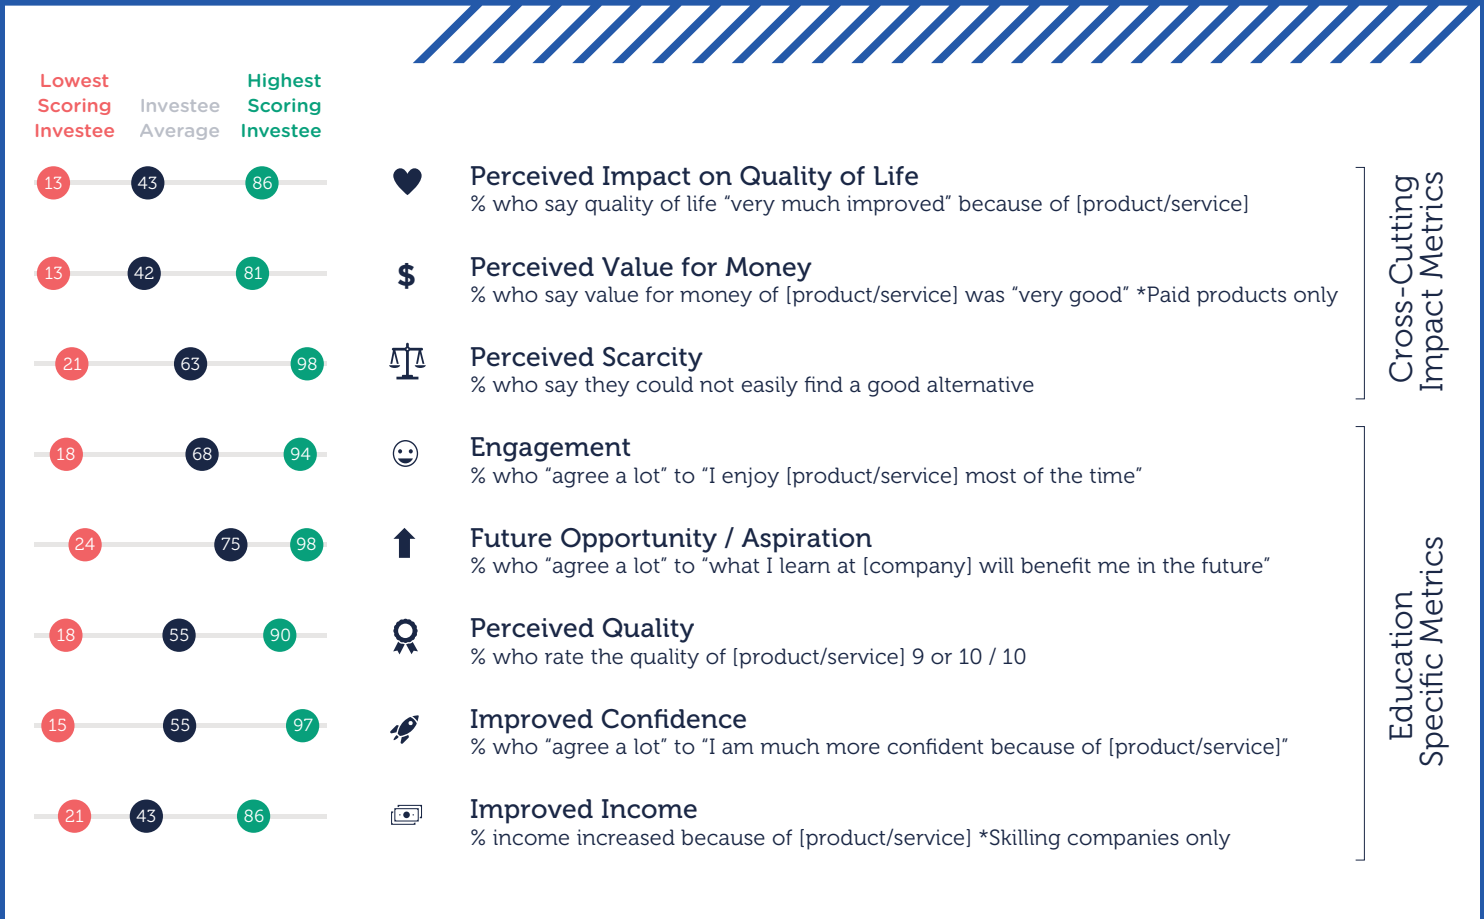 Lowest
Scoring
Investee
Investee
Average
Highest
Scoring
Investee
13 43 86
Perceived Impact on Quality of Life
% who say quality of life “very much improved” because of [product/service]
13 42 81
$
Perceived Value for Money
% who say value for money of [product/service] was “very good” *Paid products only
21 63 98
Perceived Scarcity
% who say they could not easily find a good alternative
Cross-Cutting
Impact Metrics
18 68 94
Engagement
% who “agree a lot” to “I enjoy [product/service] most of the time”
24 75 98
Future Opportunity / Aspiration
% who “agree a lot” to “what I learn at [company] will benefit me in the future”
18 55 90
Perceived Quality
% who rate the quality of [product/service] 9 or 10 / 10
15 55 97
Improved Confidence
% who “agree a lot” to “I am much more confident because of [product/service]”
21 43 86
Improved Income
% income increased because of [product/service] *Skilling companies only
Education
Specific Metrics